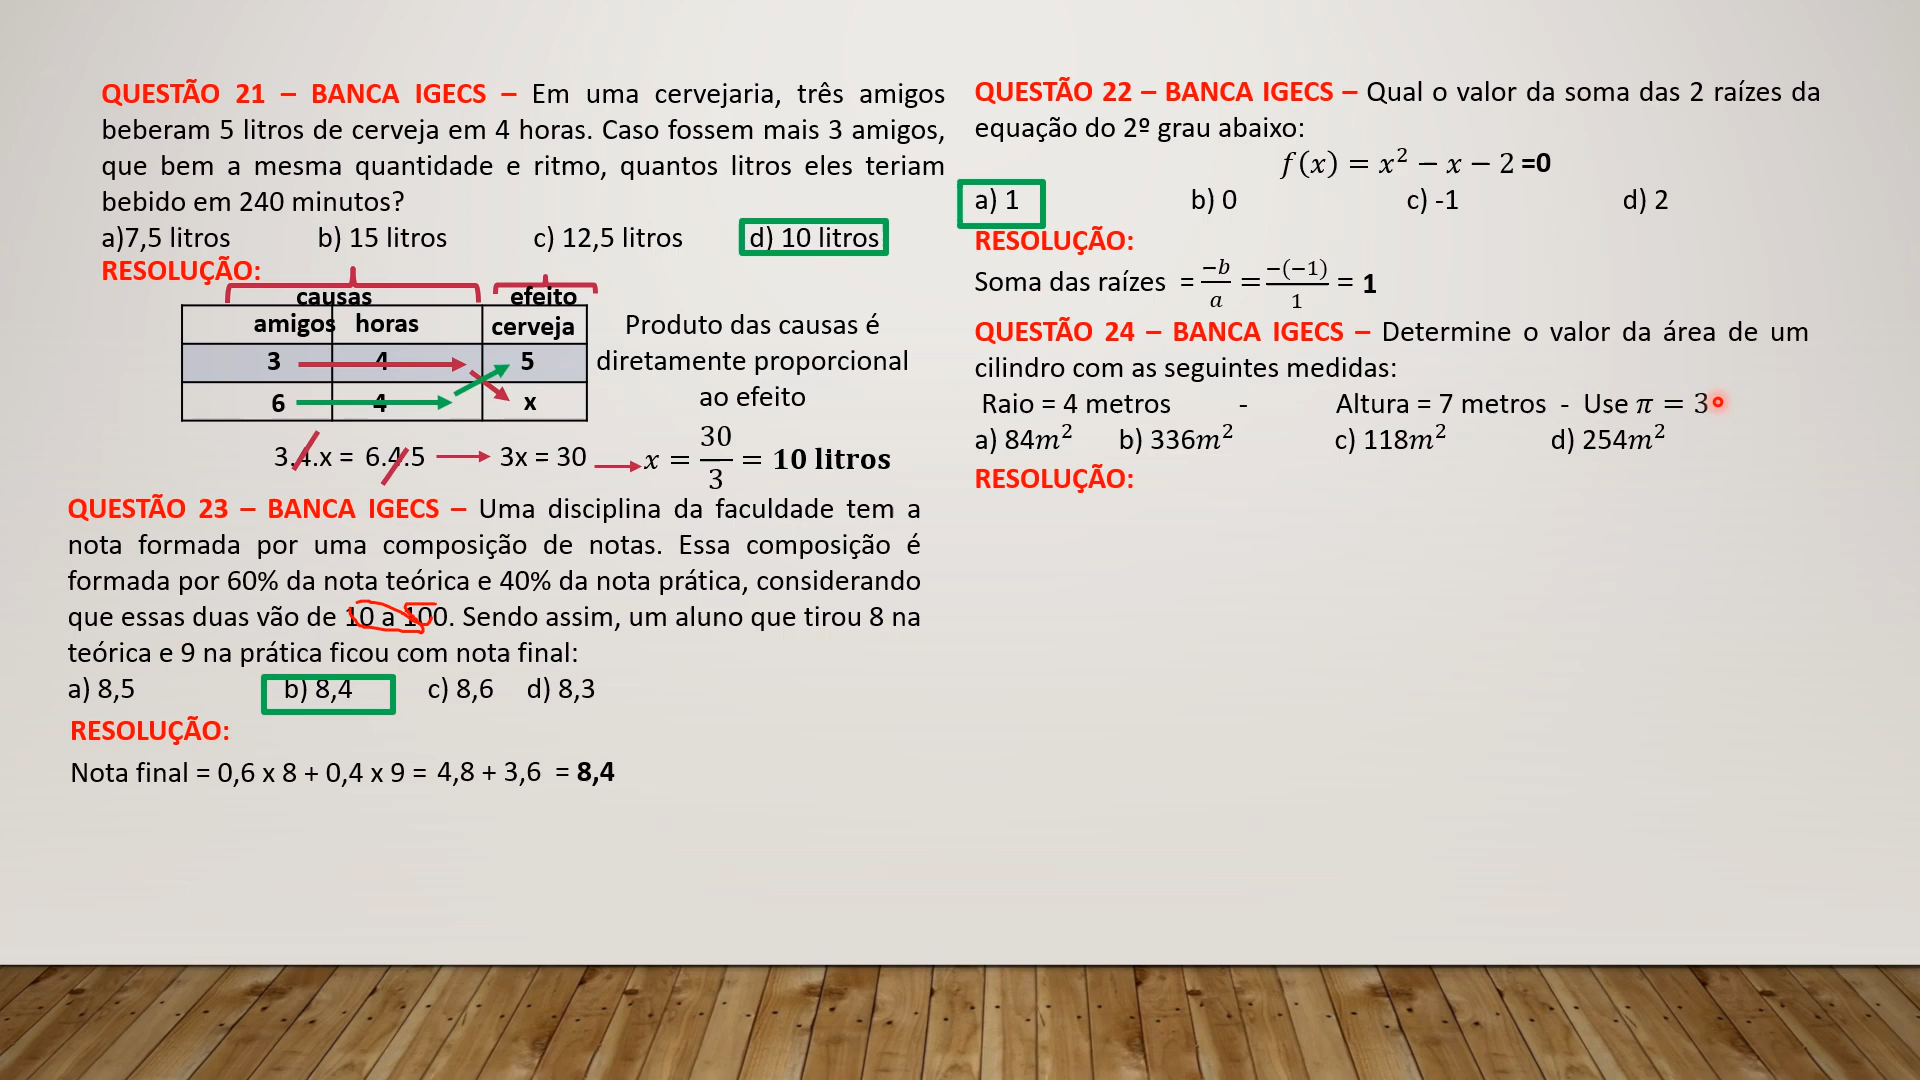 QUESTÃO 21 – BANCA IGECS – Em uma cervejaria, três amigos
beberam 5 litros de cerveja em 4 horas. Caso fossem mais 3 amigos,
que bem a mesma quantidade e ritmo, quantos litros eles teriam
bebido em 240 minutos?
a)7,5 litros b) 15 litros c) 12,5 litros d) 10 litros
RESOLUÇÃO:
causas efeito
amigos horas cerveja
3 4 5
6 4 x
Produto das causas é
diretamente proporcional
ao efeito
3.4.x = 6.4.5 3x = 30 x = 30/3 = 10 litros
QUESTÃO 23 – BANCA IGECS – Uma disciplina da faculdade tem a
nota formada por uma composição de notas. Essa composição é
formada por 60% da nota teórica e 40% da nota prática, considerando
que essas duas vão de 10 a 100. Sendo assim, um aluno que tirou 8 na
teórica e 9 na prática ficou com nota final:
a) 8,5 b) 8,4 c) 8,6 d) 8,3
RESOLUÇÃO:
Nota final = 0,6 x 8 + 0,4 x 9 = 4,8 + 3,6 = 8,4
QUESTÃO 22 – BANCA IGECS – Qual o valor da soma das 2 raízes da
equação do 2º grau abaixo:
f(x) = x² − x − 2 =0
a) 1 b) 0 c) -1 d) 2
RESOLUÇÃO:
Soma das raízes = −b/a = −(−1)/1 = 1
QUESTÃO 24 – BANCA IGECS – Determine o valor da área de um
cilindro com as seguintes medidas:
Raio = 4 metros - Altura = 7 metros - Use π = 3
a) 84m² b) 336m² c) 118m² d) 254m²
RESOLUÇÃO: